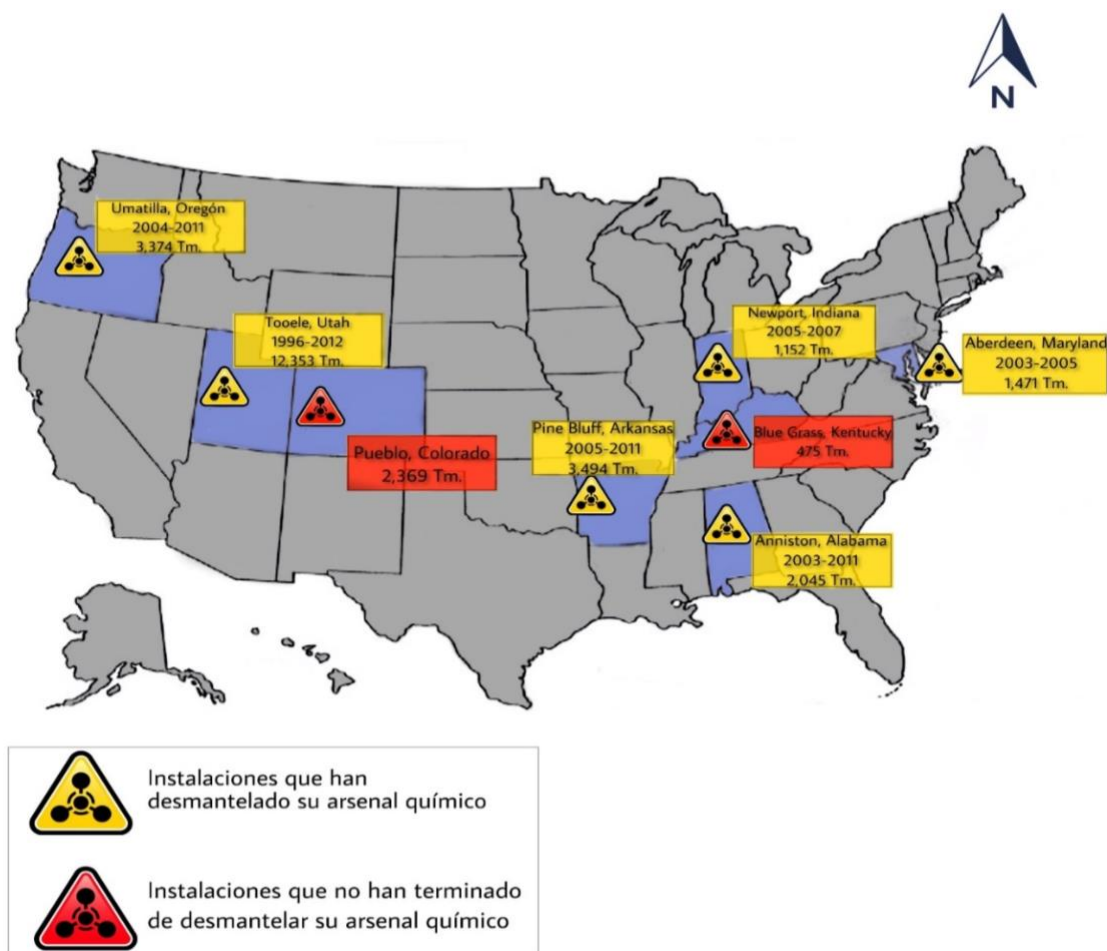 N
Umatilla, Oregón
2004-2011
3,374 Tm.
Tooele, Utah
1996-2012
12,353 Tm.
Newport, Indiana
2005-2007
1,152 Tm.
Aberdeen, Maryland
2003-2005
1,471 Tm.
Pueblo, Colorado
2,369 Tm.
Pine Bluff, Arkansas
2005-2011
3,494 Tm.
Blue Grass, Kentucky
475 Tm.
Anniston, Alabama
2003-2011
2,045 Tm.
Instalaciones que han
desmantelado su arsenal químico
Instalaciones que no han terminado
de desmantelar su arsenal químico